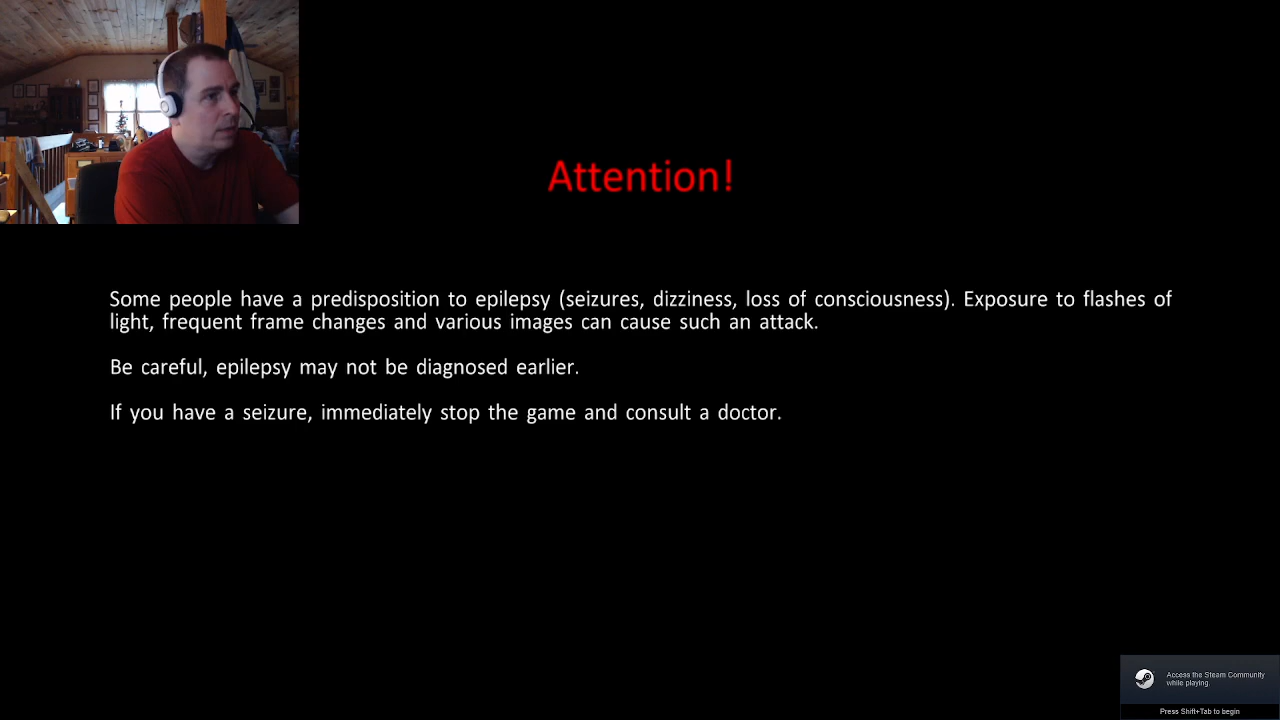 Attention!
Some people have a predisposition to epilepsy (seizures, dizziness, loss of consciousness). Exposure to flashes of
light, frequent frame changes and various images can cause such an attack.
Be careful, epilepsy may not be diagnosed earlier.
If you have a seizure, immediately stop the game and consult a doctor.
Access the Steam Community
while playing.
Press Shift+Tab to begin